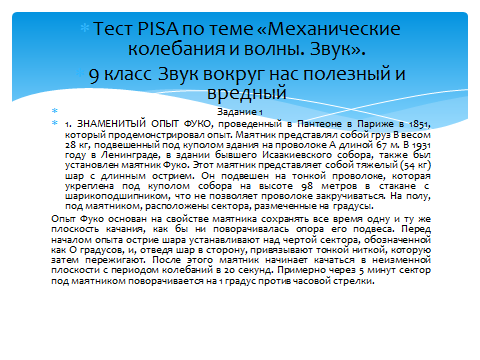 Тест PISA по теме «Механические
колебания и волны. Звук».
9 класс Звук вокруг нас полезный и
вредный
Задание 1
1. ЗНАМЕНИТЫЙ ОПЫТ ФУКО, проведенный в Пантеоне в Париже в 1851,
который продемонстрировал опыт. Маятник представлял собой груз В весом
28 кг, подвешенный под куполом здания на проволоке А длиной 67 м. В 1931
году в Ленинграде, в здании бывшего Исаакиевского собора, также был
установлен маятник Фуко. Этот представляет собой тяжелый (54 кг)
шар с длинным острием. Он подвешен на тонкой проволоке, которая
укреплена под куполом собора на высоте 98 метров в стакане с
шарикоподшипником, что не позволяет проволоке закручиваться. На полу,
под маятником, расположены сектора, размеченные на градусы.
Опыт Фуко основан на свойстве маятника сохранять все время одну и ту же
плоскость качания, как бы ни поворачивалась опора его подвеса. Перед
началом опыта острие шара устанавливают над чертой сектора, обозначенной
как О градусов, и, отведя шар в сторону, привязывают тонкой ниткой, которую
затем пережигают. После этого маятник начинает качаться в неизменной
плоскости с периодом колебаний в 20 секунд. Примерно через 5 минут сектор
под маятником поворачивается на 1 градус против часовой стрелки.